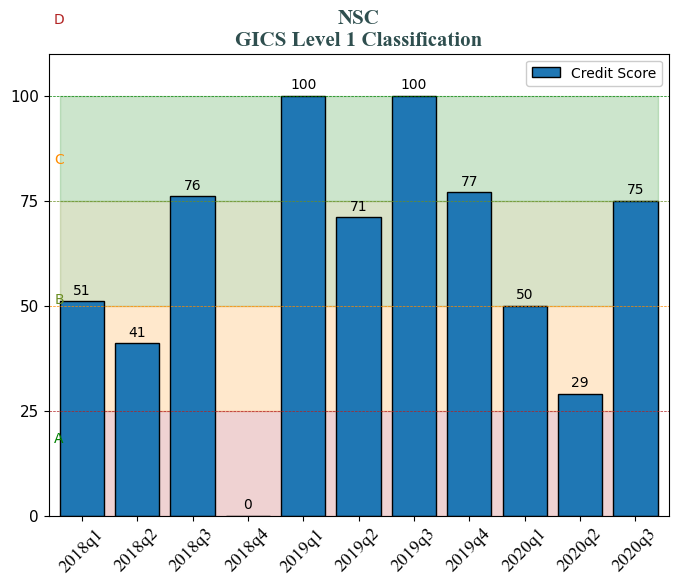 D
NSC
GICS Level 1 Classification
Credit Score
100
100
100
C
76
77
75
71
75
51
B
50
50
41
29
25
A
0
0
2018q1
2018q2
2018q3
2018q4
2019q1
2019q2
2019q3
2019q4
2020q1
2020q2
2020q3